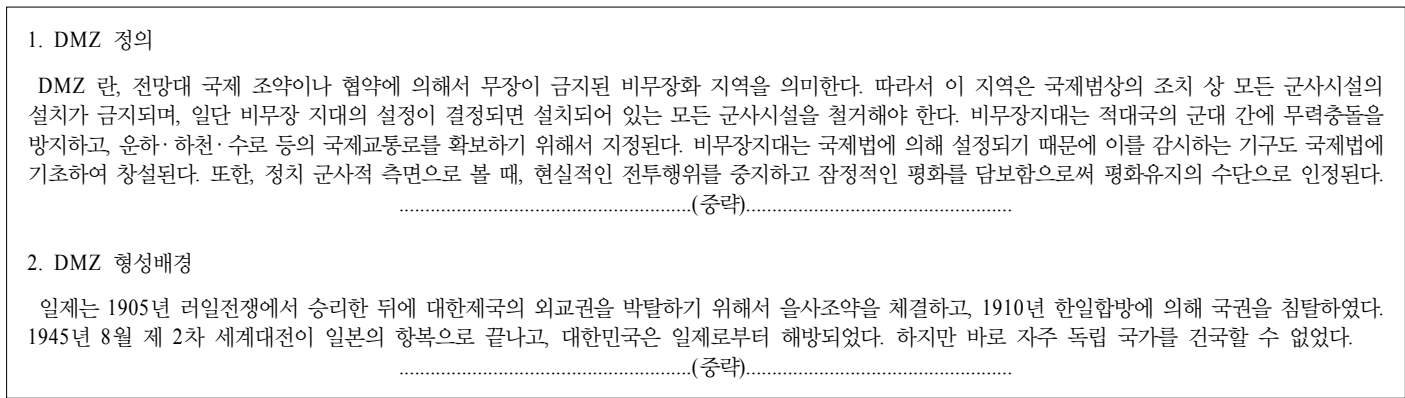 1. DMZ 정의
DMZ 란, 전망대 국제 조약이나 협약에 의해서 무장이 금지된 비무장화 지역을 의미한다. 따라서 이 지역은 국제범상의 조치 상 모든 군사시설의
설치가 금지되며, 일단 비무장 지대의 설정이 결정되면 설치되어 있는 모든 군사시설을 철거해야 한다. 비무장지대는 적대국의 군대 간에 무력충돌을
방지하고, 운하·하천·수로 등의 국제교통로를 확보하기 위해서 지정된다. 비무장지대는 국제법에 의해 설정되기 때문에 이를 감시하는 기구도 국제법에
기초하여 창설된다. 또한, 정치 군사적 측면으로 볼 때, 현실적인 전투행위를 중지하고 잠정적인 평화를 담보함으로써 평화유지의 수단으로 인정된다.
........................................................(중략)...................................................
2. DMZ 형성배경
일제는 1905년 러일전쟁에서 승리한 뒤에 대한제국의 외교권을 박탈하기 위해서 을사조약을 체결하고, 1910년 한일합방에 의해 국권을 침탈하였다.
1945년 8월 제 2차 세계대전이 일본의 항복으로 끝나고, 대한민국은 일제로부터 해방되었다. 하지만 바로 자주 독립 국가를 건국할 수 없었다.
........................................................(중략)...................................................